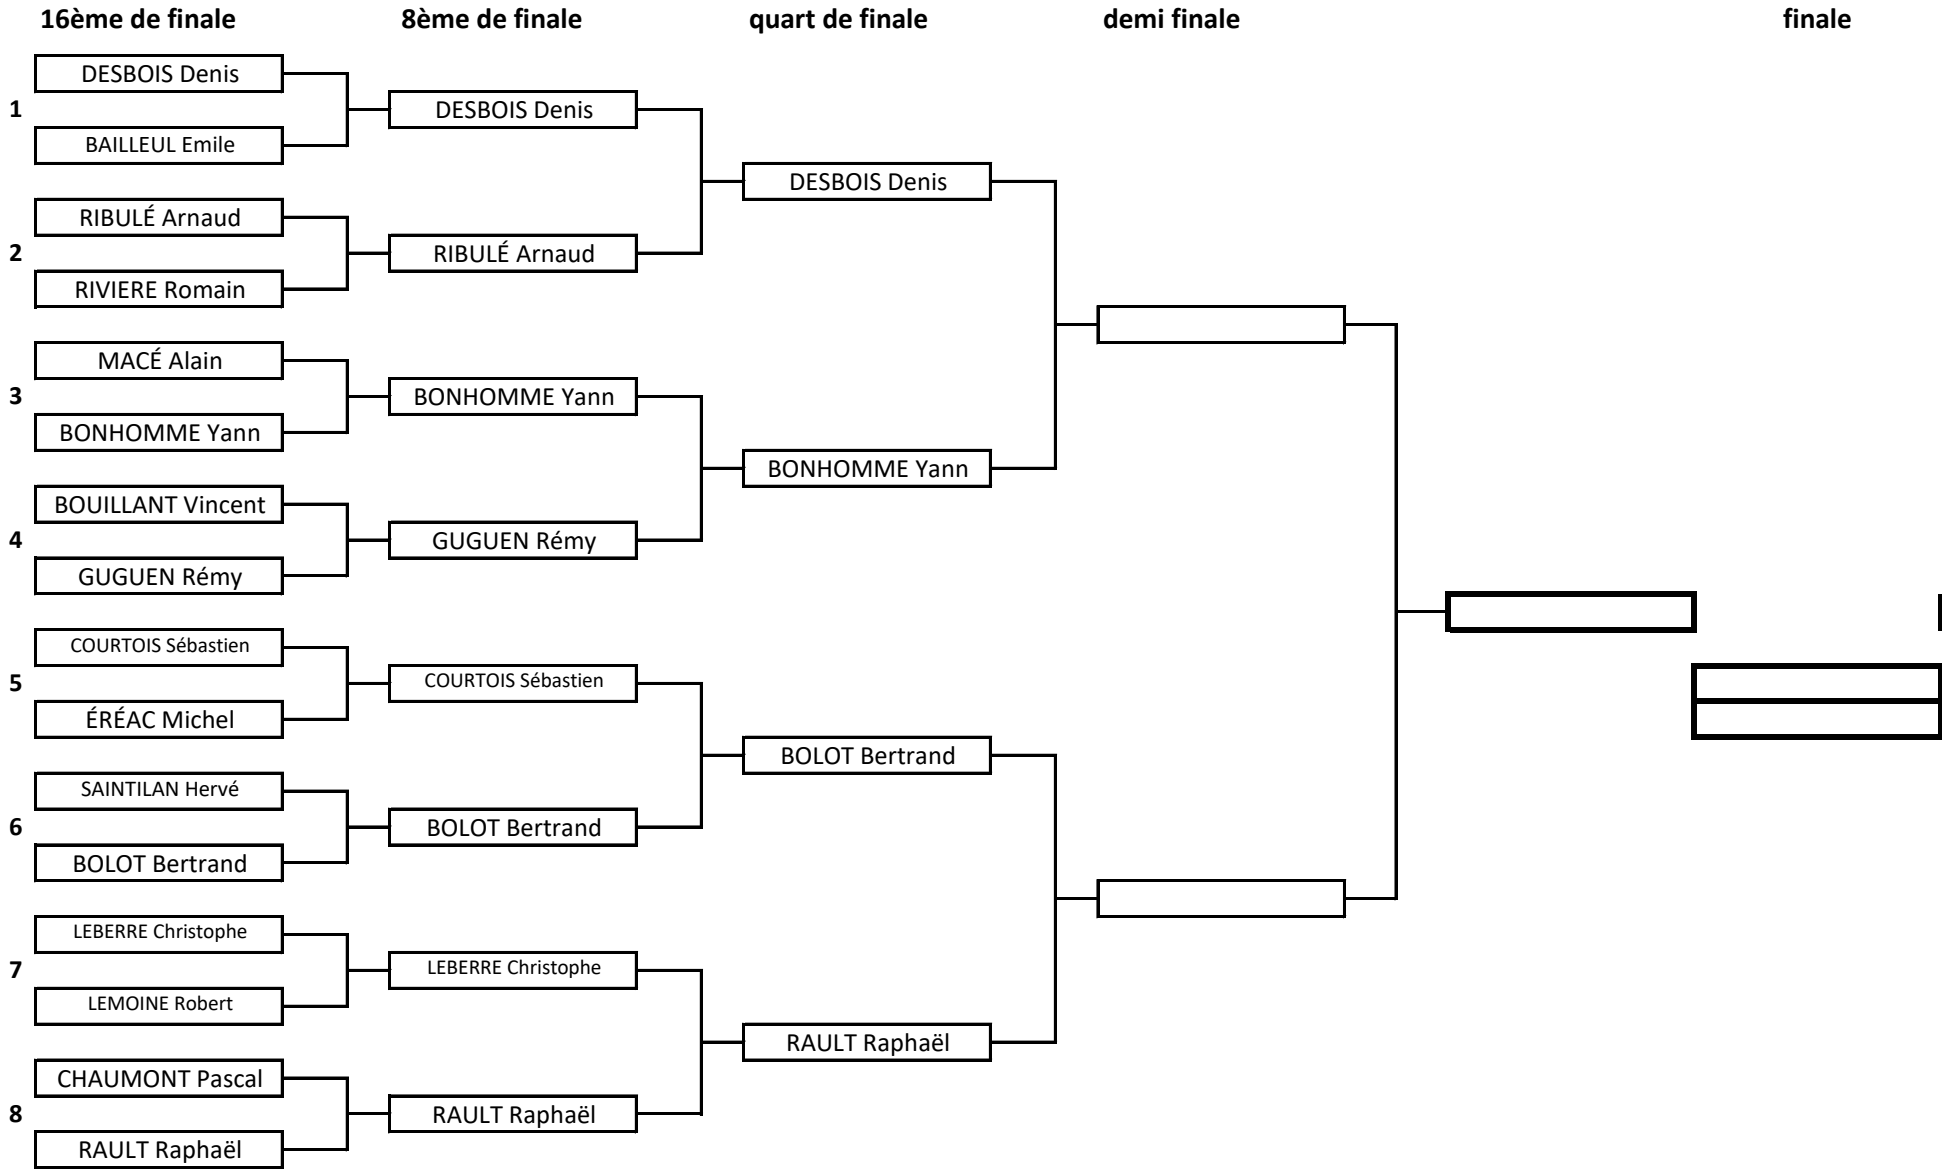 16ème de finale
8ème de finale
quart de finale
demi finale
finale
DESBOIS Denis
1
DESBOIS Denis
BAILLEUL Emile
DESBOIS Denis
RIBULÉ Arnaud
2
RIBULÉ Arnaud
RIVIERE Romain
MACÉ Alain
3
BONHOMME Yann
BONHOMME Yann
BONHOMME Yann
BOUILLANT Vincent
4
GUGUEN Rémy
GUGUEN Rémy
COURTOIS Sébastien
5
COURTOIS Sébastien
ÉRÉAC Michel
BOLOT Bertrand
SAINTILAN Hervé
6
BOLOT Bertrand
BOLOT Bertrand
LEBERRE Christophe
7
LEBERRE Christophe
LEMOINE Robert
RAULT Raphaël
CHAUMONT Pascal
8
RAULT Raphaël
RAULT Raphaël